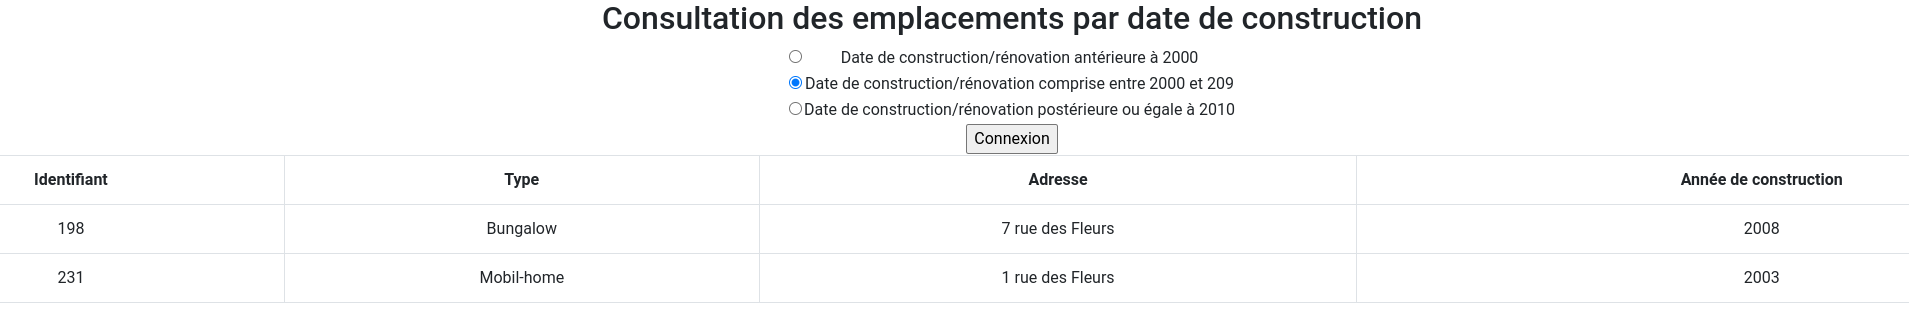 Consultation des emplacements par date de construction
Date de construction/rénovation antérieure à 2000
Date de construction/rénovation comprise entre 2000 et 209
Date de construction/rénovation postérieure ou égale à 2010
Connexion
Identifiant Type Adresse Année de construction
198 Bungalow 7 rue des Fleurs 2008
231 Mobil-home 1 rue des Fleurs 2003